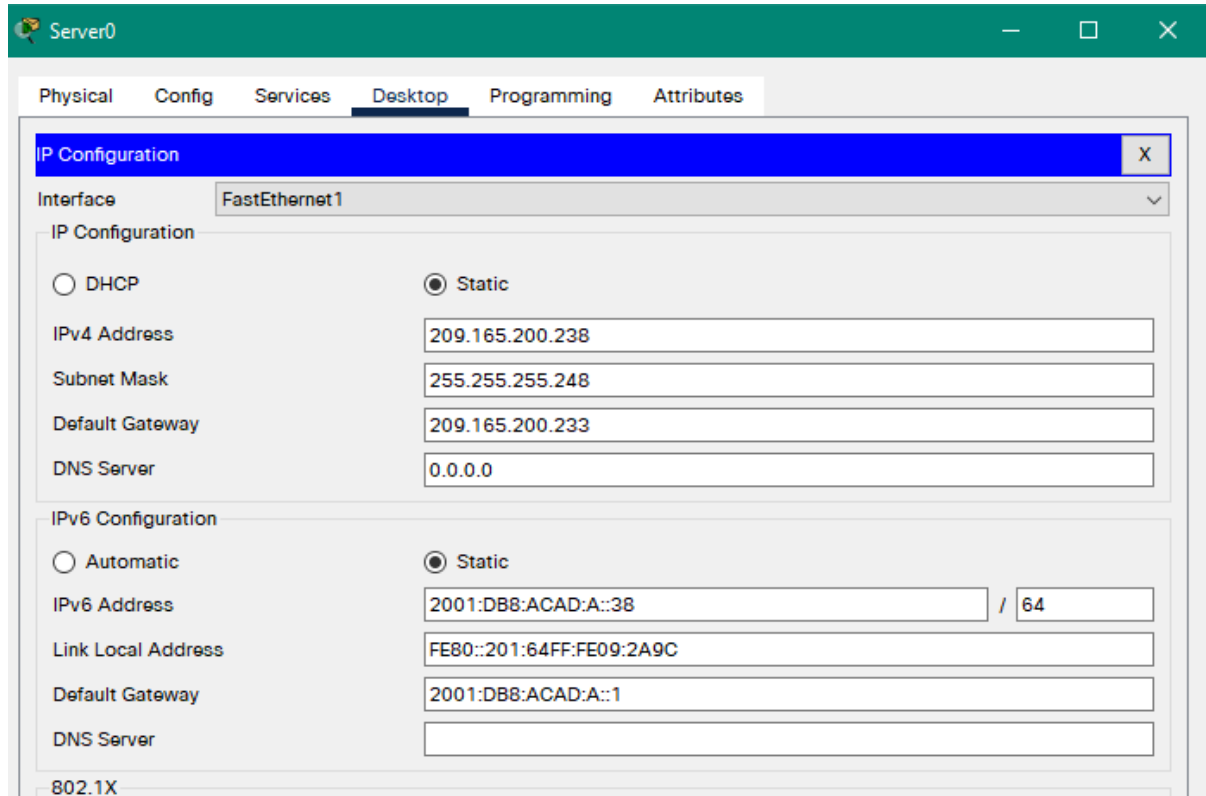 Server0
Physical Config Services Desktop Programming Attributes
IP Configuration X
Interface FastEthernet1
IP Configuration
DHCP Static
IPv4 Address 209.165.200.238
Subnet Mask 255.255.255.248
Default Gateway 209.165.200.233
DNS Server 0.0.0.0
IPv6 Configuration
Automatic Static
IPv6 Address 2001:DB8:ACAD:A::38 / 64
Link Local Address FE80::201:64FF:FE09:2A9C
Default Gateway 2001:DB8:ACAD:A::1
DNS Server
802.1X